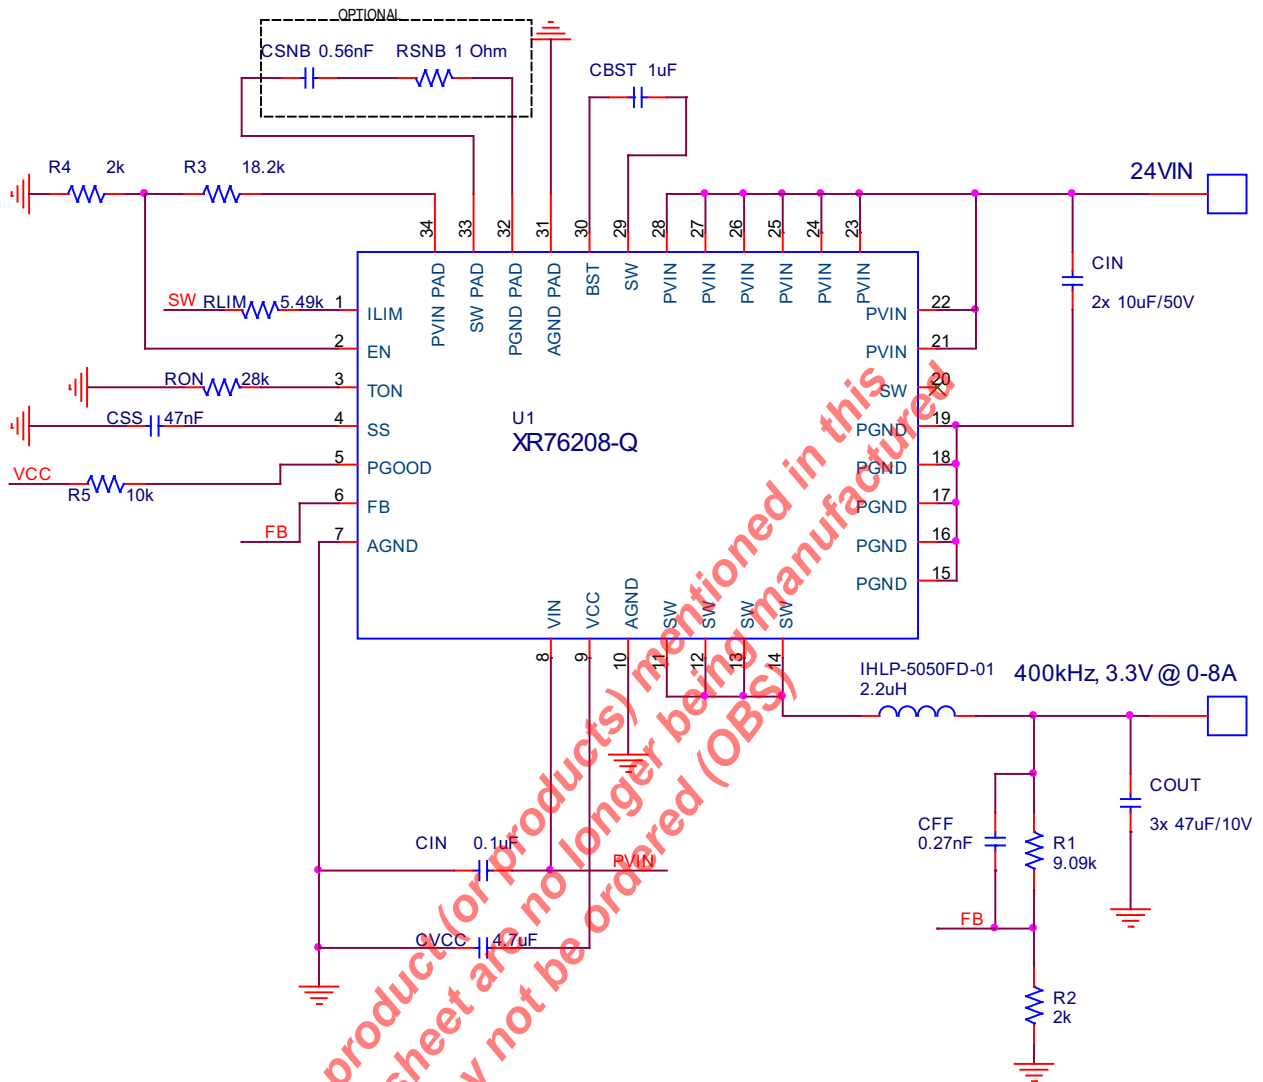 OPTIONAL
CSNB 0.56nF RSNB 1 Ohm
CBST 1uF
R4 2k R3 18.2k
24VIN
34 33 32 31 30 29 28 27 26 25 24 23
PVIN PAD SW PAD PGND PAD AGND PAD BST SW PVIN PVIN PVIN PVIN PVIN PVIN
CIN
2x 10uF/50V
SW RLIM 5.49k 1 ILIM
2 EN
RON 28k 3 TON
CSS 47nF 4 SS
VCC R5 10k 5 PGOOD
6 FB
FB
7 AGND
U1
XR76208-Q
PVIN 22
PVIN 21
SW 20
PGND 19
PGND 18
PGND 17
PGND 16
PGND 15
VIN VCC AGND SW SW SW SW
8 9 10 11 12 13 14
IHLP-5050FD-01
2.2uH
400kHz, 3.3V @ 0-8A
COUT
3x 47uF/10V
CFF
0.27nF
R1
9.09k
CIN 0.1uF
PVIN
FB
CVCC 4.7uF
R2
2k
product (or products) mentioned in this
sheet are no longer being manufactured
y not be ordered (OBS)